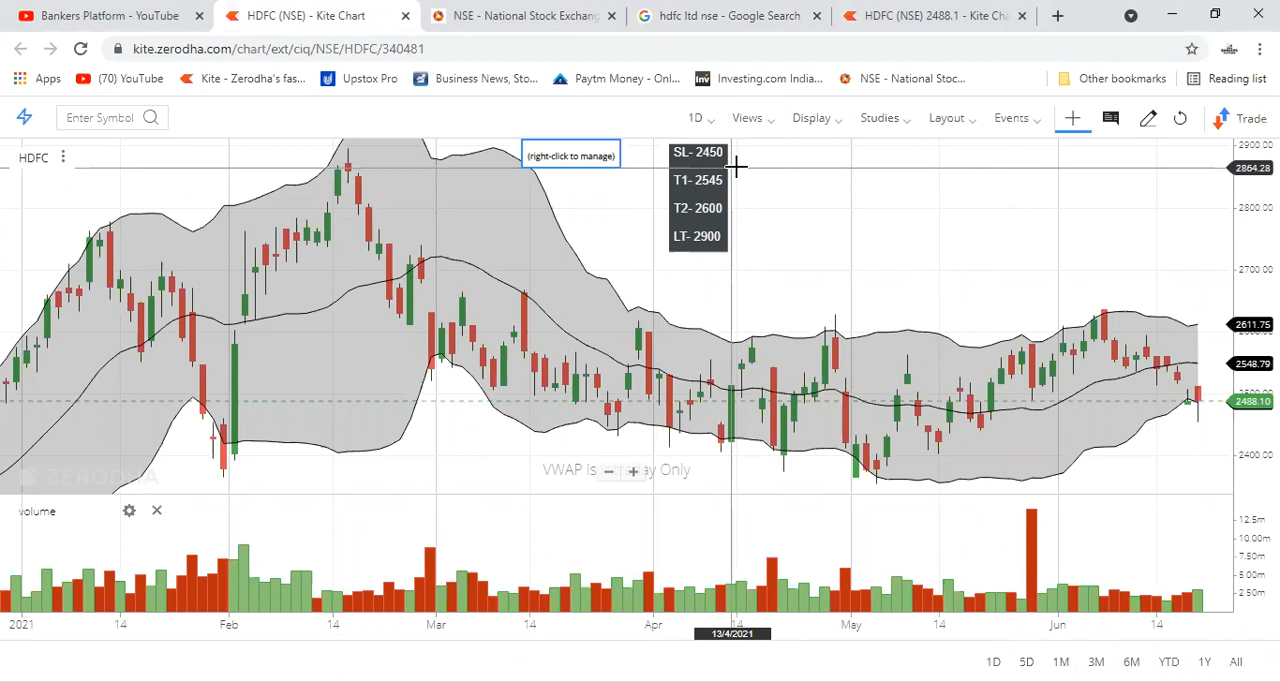 Bankers Platform - YouTube
HDFC (NSE) - Kite Chart
NSE - National Stock Exchang
hdfc ltd nse - Google Search
HDFC (NSE) 2488.1 - Kite Cha
kite.zerodha.com/chart/ext/ciq/NSE/HDFC/340481
Apps
(70) YouTube
Kite - Zerodha's fas...
Upstox Pro
Business News, Sto...
Paytm Money - Onl...
Investing.com India...
NSE - National Stoc...
Other bookmarks
Reading list
Enter Symbol
1D
Views
Display
Studies
Layout
Events
Trade
HDFC
(right-click to manage)
SL- 2450
T1- 2545
T2- 2600
LT- 2900
2900.00
2864.28
2800.00
2700.00
2611.75
2548.79
2488.10
2400.00
ZERODHA
VWAP is
y Only
volume
12.5m
10.00m
7.50m
5.00m
2.50m
2021
14
Feb
14
Mar
14
Apr
14
May
14
Jun
14
13/4/2021
1D
5D
1M
3M
6M
YTD
1Y
All